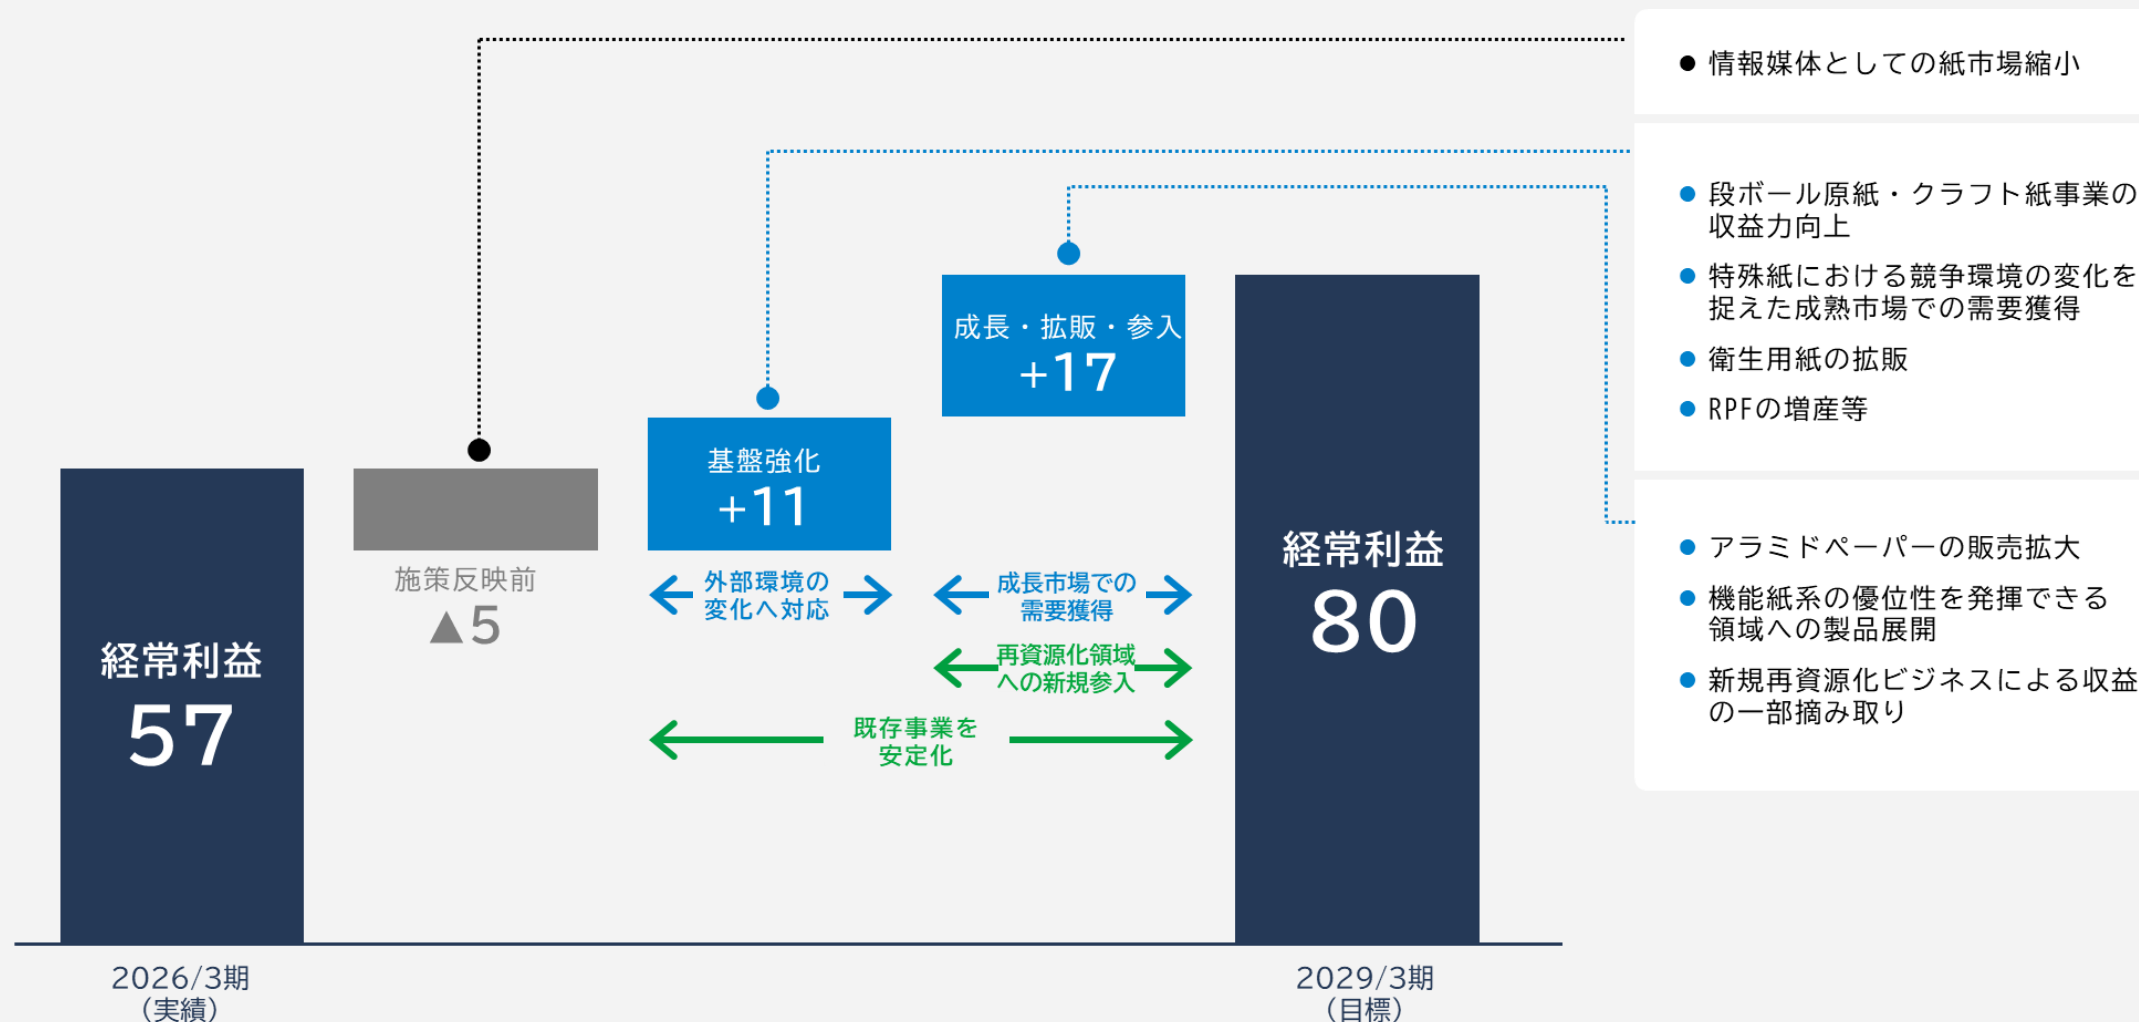 ● 情報媒体としての紙市場縮小
● 段ボール原紙・クラフト紙事業の
収益力向上
● 特殊紙における競争環境の変化を
捉えた成熟市場での需要獲得
● 衛生用紙の拡販
● RPFの増産等
● アラミドペーパーの販売拡大
● 機能紙系の優位性を発揮できる
領域への製品展開
● 新規再資源化ビジネスによる収益
の一部摘み取り
経常利益
57
施策反映前
▲5
基盤強化
+11
成長・拡販・参入
+17
外部環境の
変化へ対応
成長市場での
需要獲得
再資源化領域
への新規参入
既存事業を
安定化
経常利益
80
2026/3期
（実績）
2029/3期
（目標）